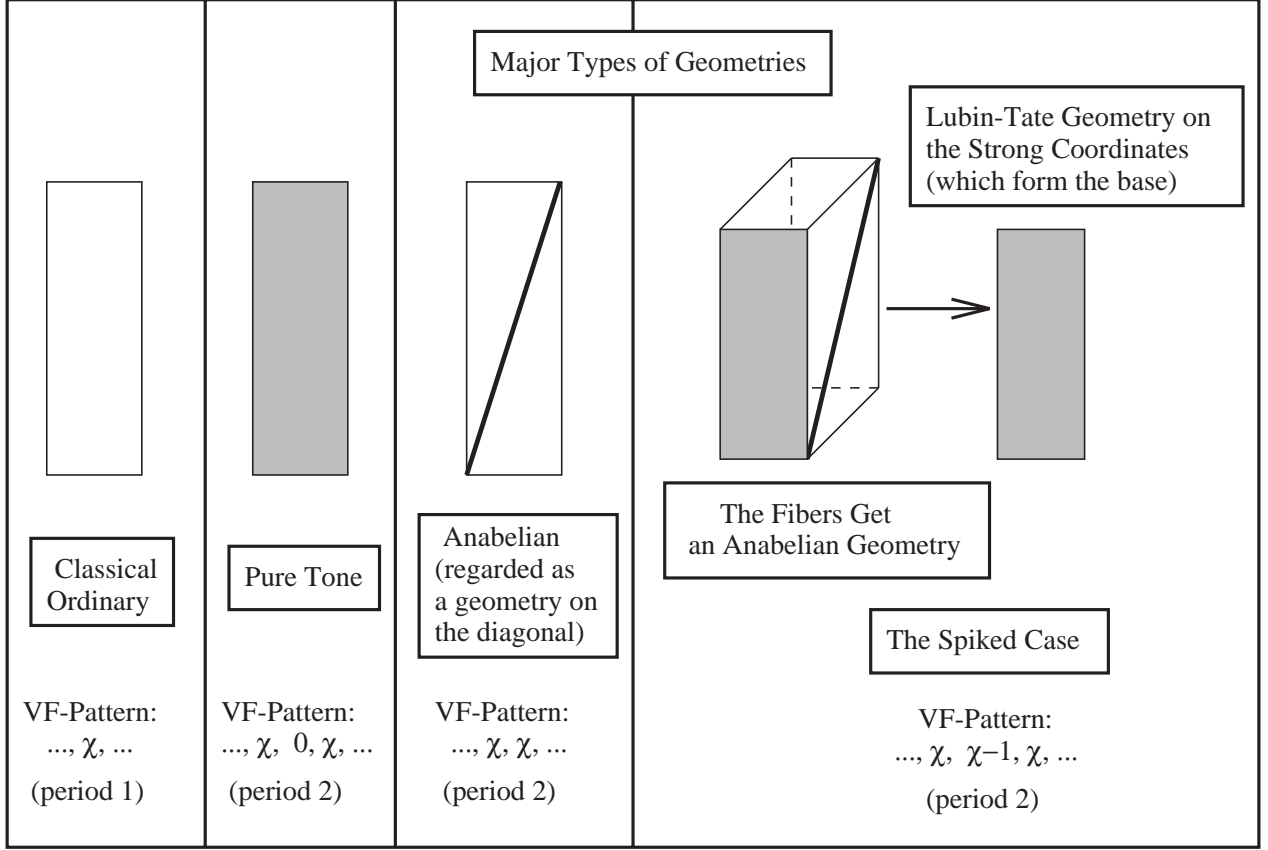 Major Types of Geometries
Lubin-Tate Geometry on
the Strong Coordinates
(which form the base)
Classical
Ordinary
Pure Tone
Anabelian
(regarded as
a geometry on
the diagonal)
The Fibers Get
an Anabelian Geometry
The Spiked Case
VF-Pattern:
..., χ, ...
(period 1)
VF-Pattern:
..., χ, 0, χ, ...
(period 2)
VF-Pattern:
..., χ, χ, ...
(period 2)
VF-Pattern:
..., χ, χ−1, χ, ...
(period 2)